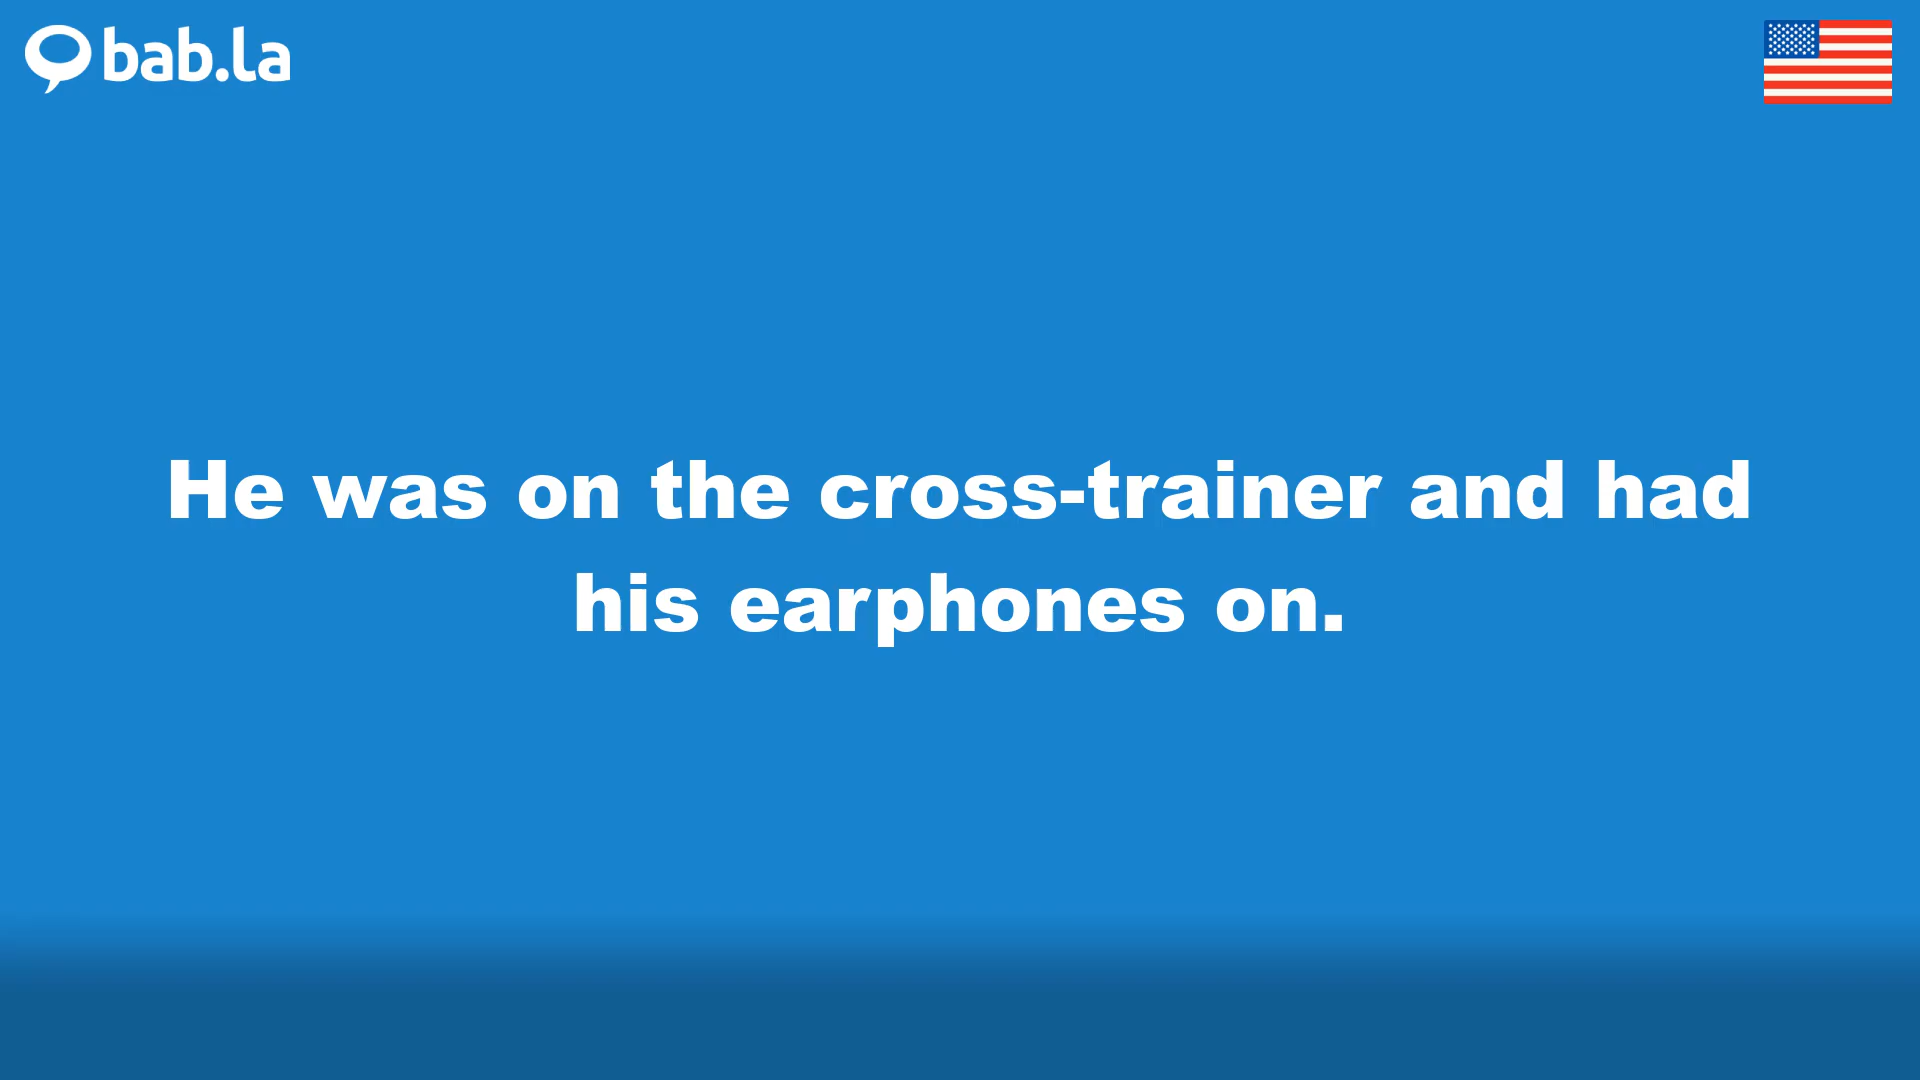 bab.la
He was on the cross-trainer and had
his earphones on.